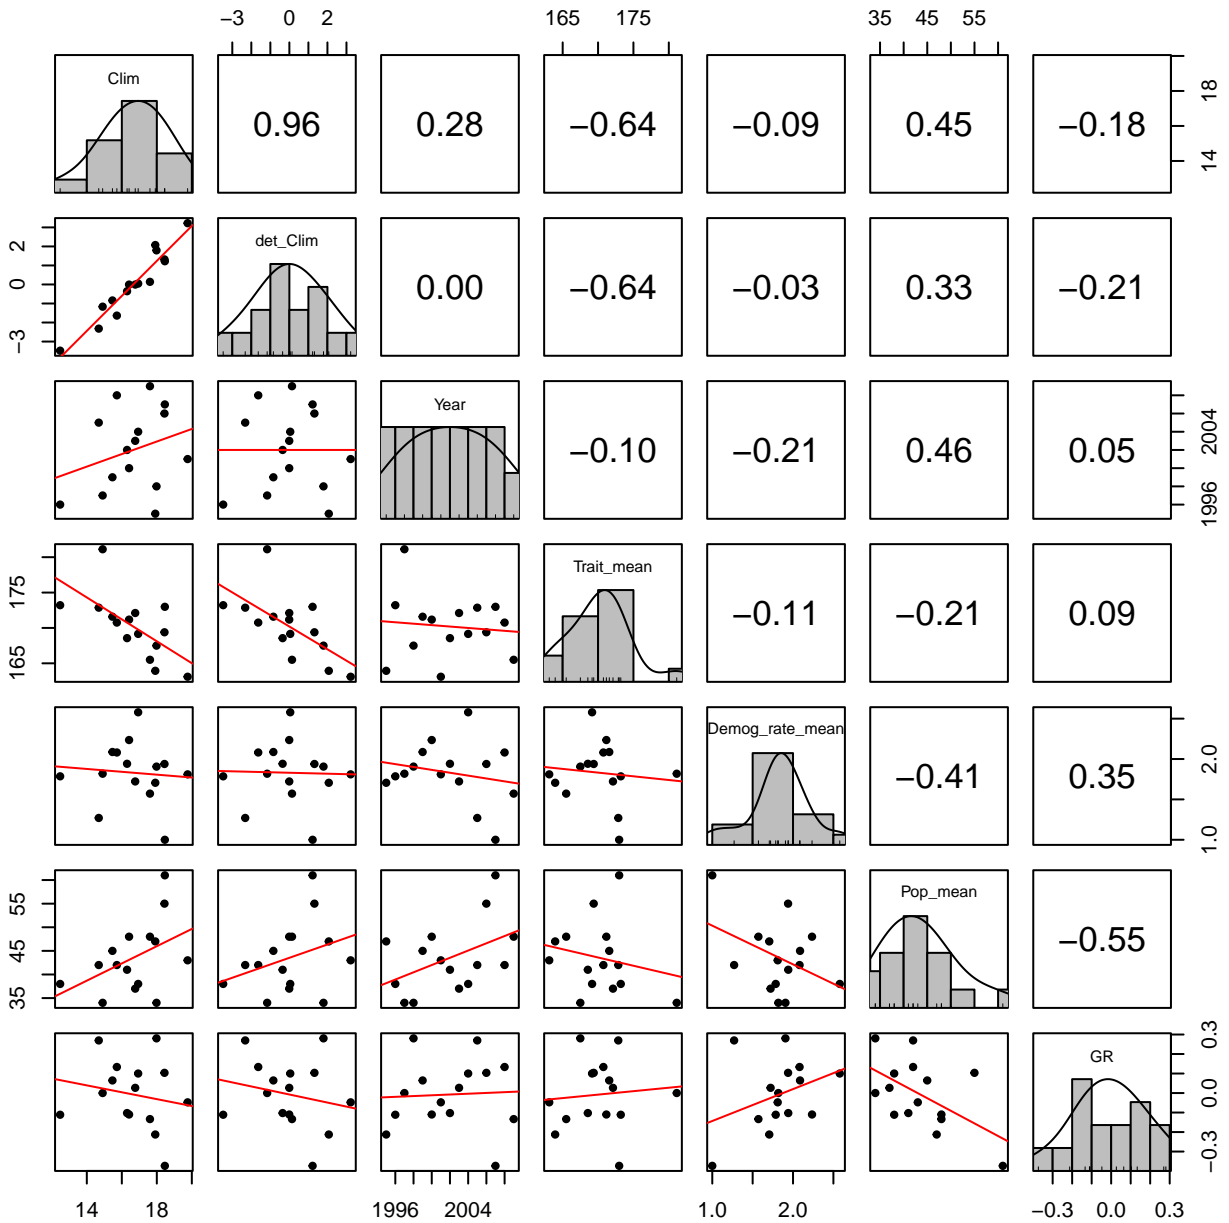 −3 0 2 165 175 35 45 55
Clim 0.96 0.28 −0.64 −0.09 0.45 −0.18 14 18
−3 0 2 det_Clim 0.00 −0.64 −0.03 0.33 −0.21
Year −0.10 −0.21 0.46 0.05 1996 2004
165 175 Trait_mean −0.11 −0.21 0.09
Demog_rate_mean −0.41 0.35 1.0 2.0
35 45 55 Pop_mean −0.55
GR −0.3 0.0 0.3
14 18 1996 2004 1.0 2.0 −0.3 0.0 0.3